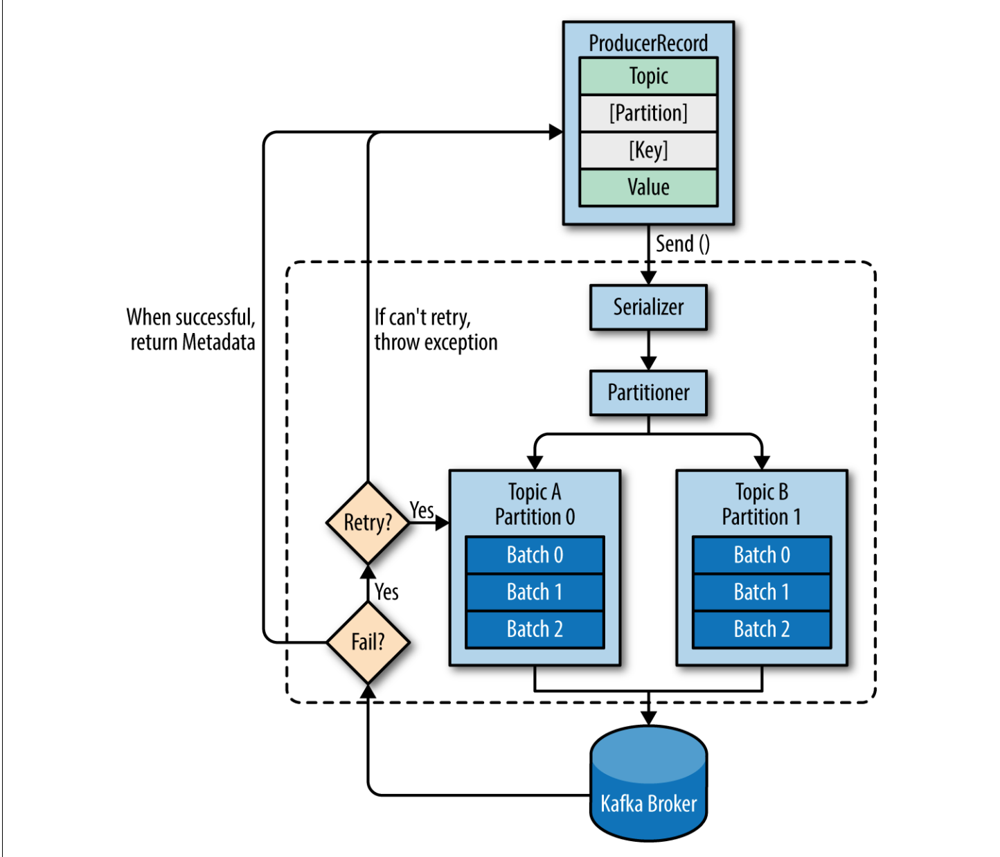 ProducerRecord
Topic
[Partition]
[Key]
Value
Send ()
Serializer
When successful,
return Metadata
If can't retry,
throw exception
Partitioner
Topic A
Partition 0
Batch 0
Batch 1
Batch 2
Topic B
Partition 1
Batch 0
Batch 1
Batch 2
Retry?
Yes
Yes
Fail?
Kafka Broker